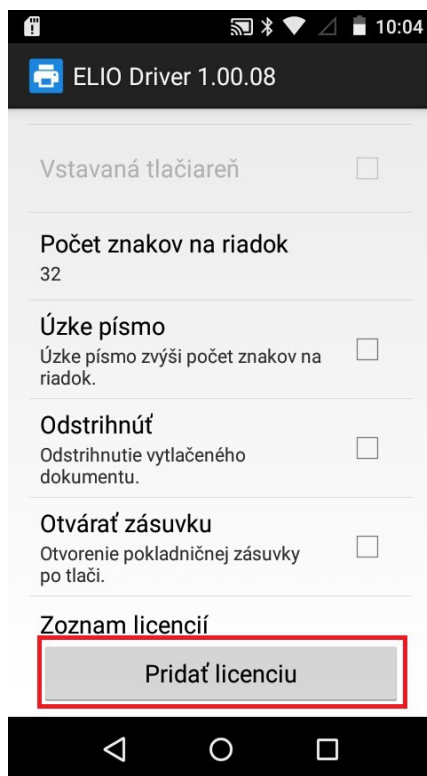 10:04
ELIO Driver 1.00.08
Vstavaná tlačiareň
Počet znakov na riadok
32
Úzke písmo
Úzke písmo zvýši počet znakov na
riadok.
Odstrihnúť
Odstrihnutie vytlačeného
dokumentu.
Otvárať zásuvku
Otvorenie pokladničnej zásuvky
po tlači.
Zoznam licencií
Pridať licenciu